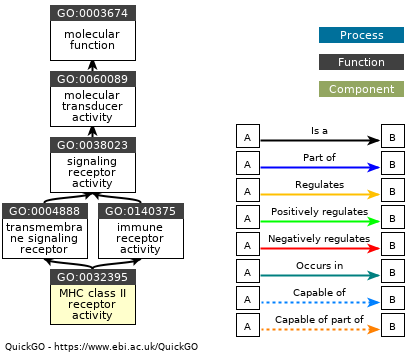 GO:0003674
molecular
function
GO:0060089
molecular
transducer
activity
GO:0038023
signaling
receptor
activity
GO:0004888
transmembra
ne signaling
receptor
GO:0140375
immune
receptor
activity
GO:0032395
MHC class II
receptor
activity
Process
Function
Component
A Is a B
A Part of B
A Regulates B
A Positively regulates B
A Negatively regulates B
A Occurs in B
A Capable of B
A Capable of part of B
QuickGO - https://www.ebi.ac.uk/QuickGO